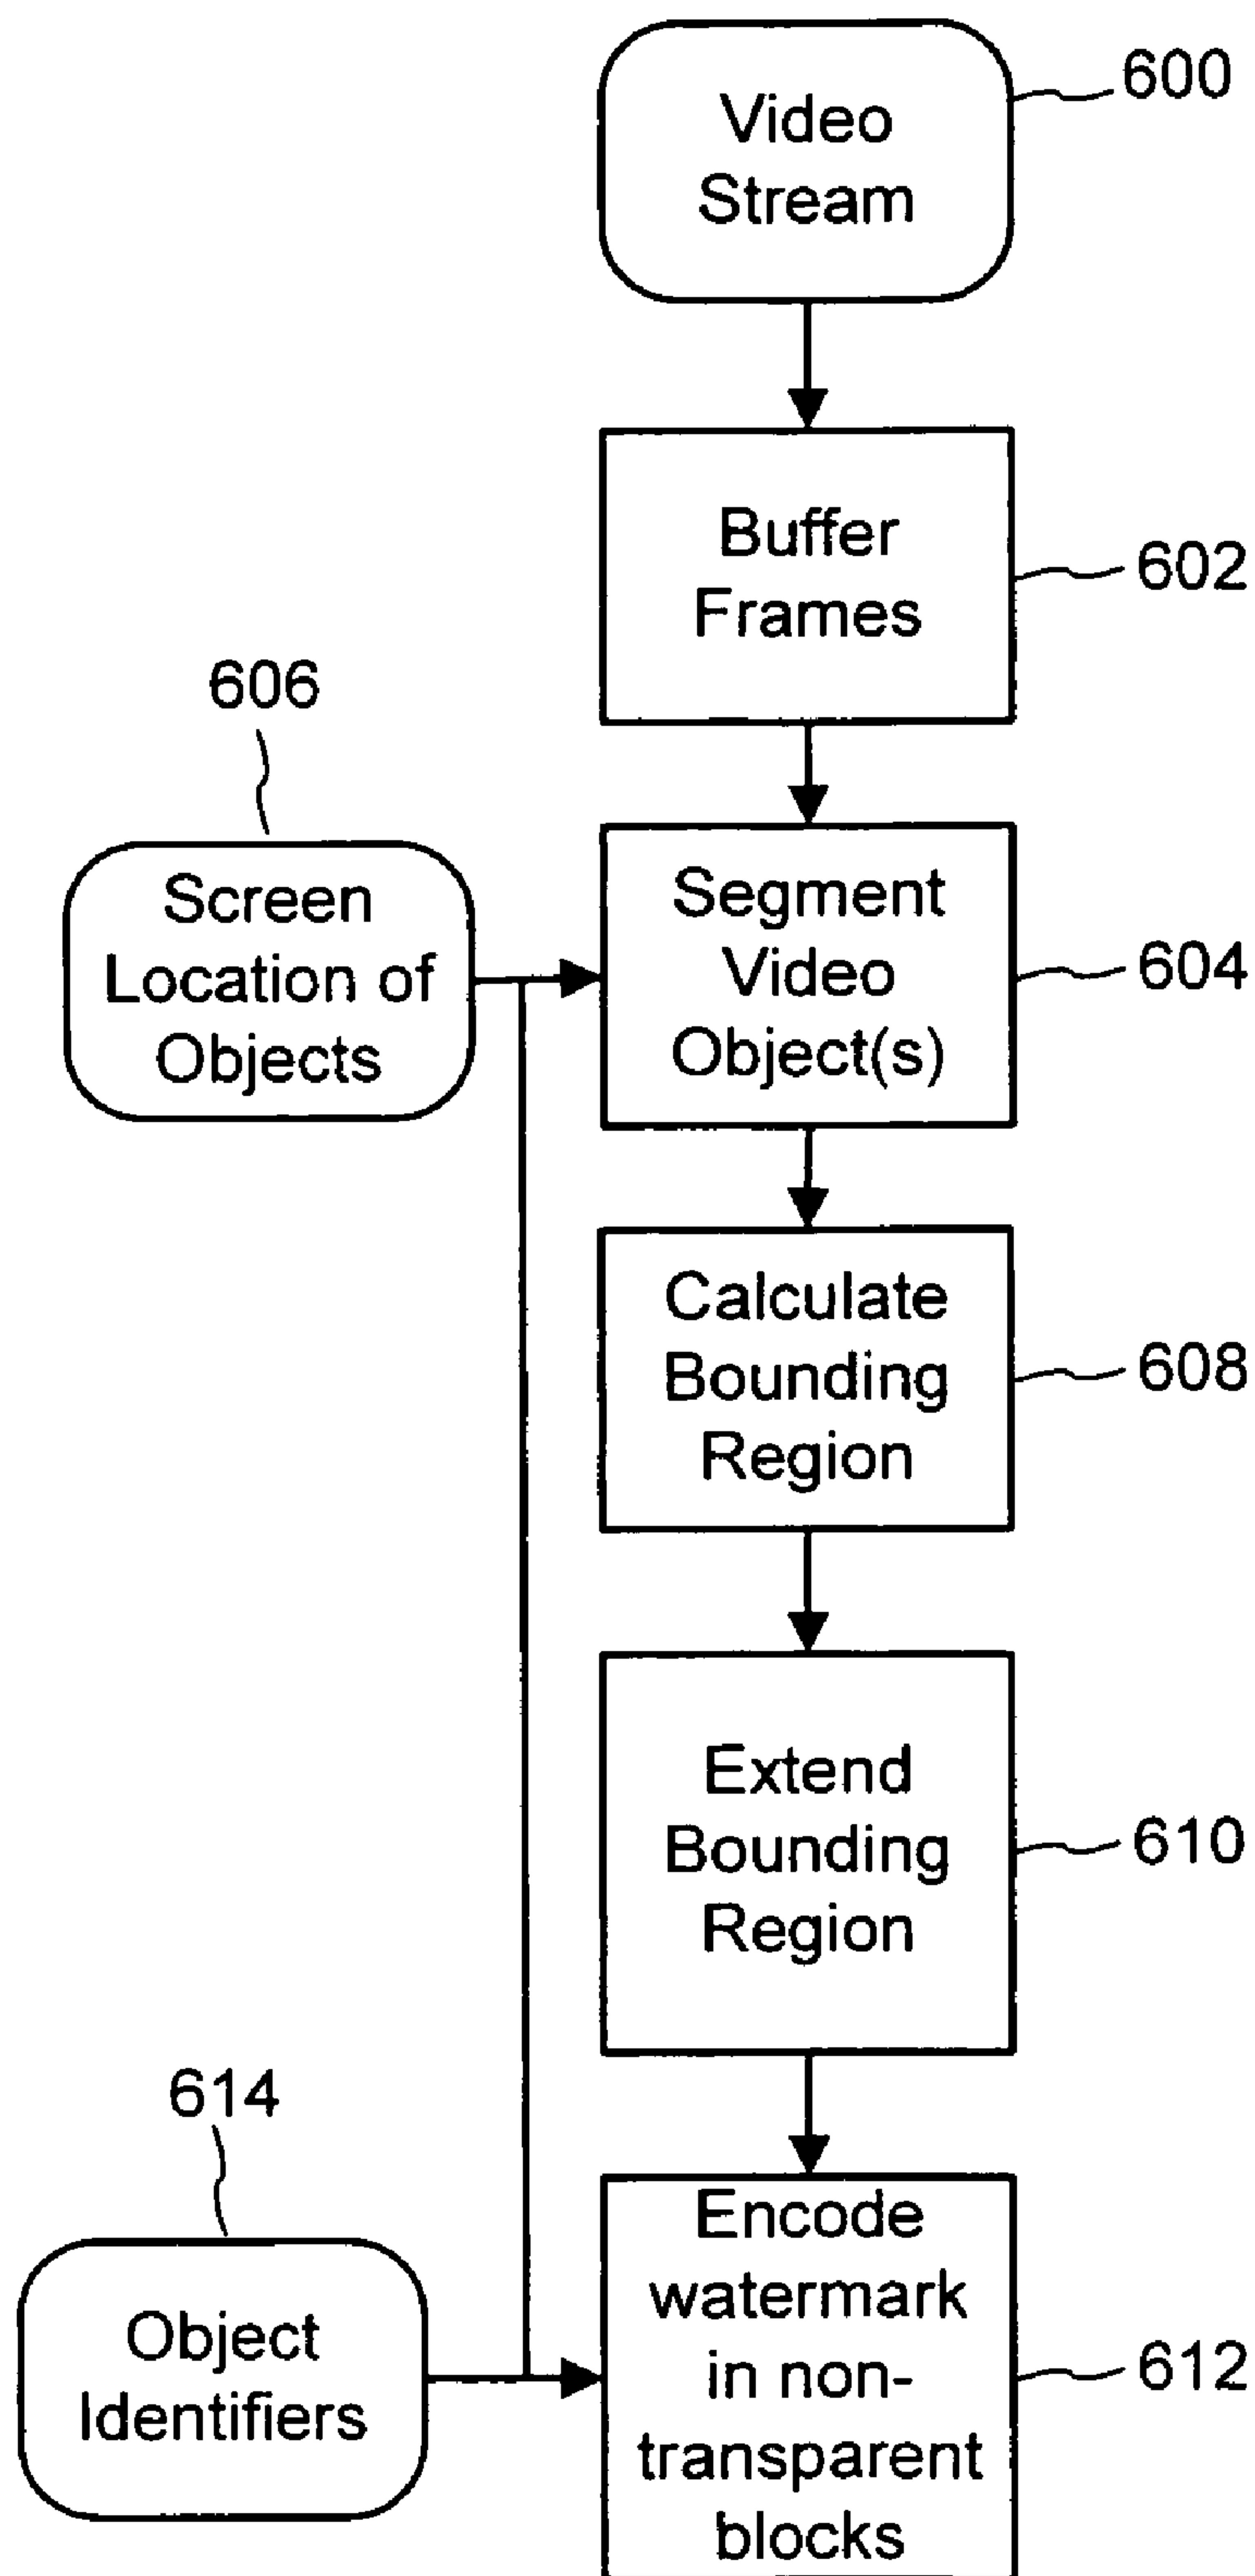 Video
Stream
600
Buffer
Frames
602
606
Screen
Location of
Objects
Segment
Video
Object(s)
604
Calculate
Bounding
Region
608
Extend
Bounding
Region
610
614
Object
Identifiers
Encode
watermark
in non-
transparent
blocks
612